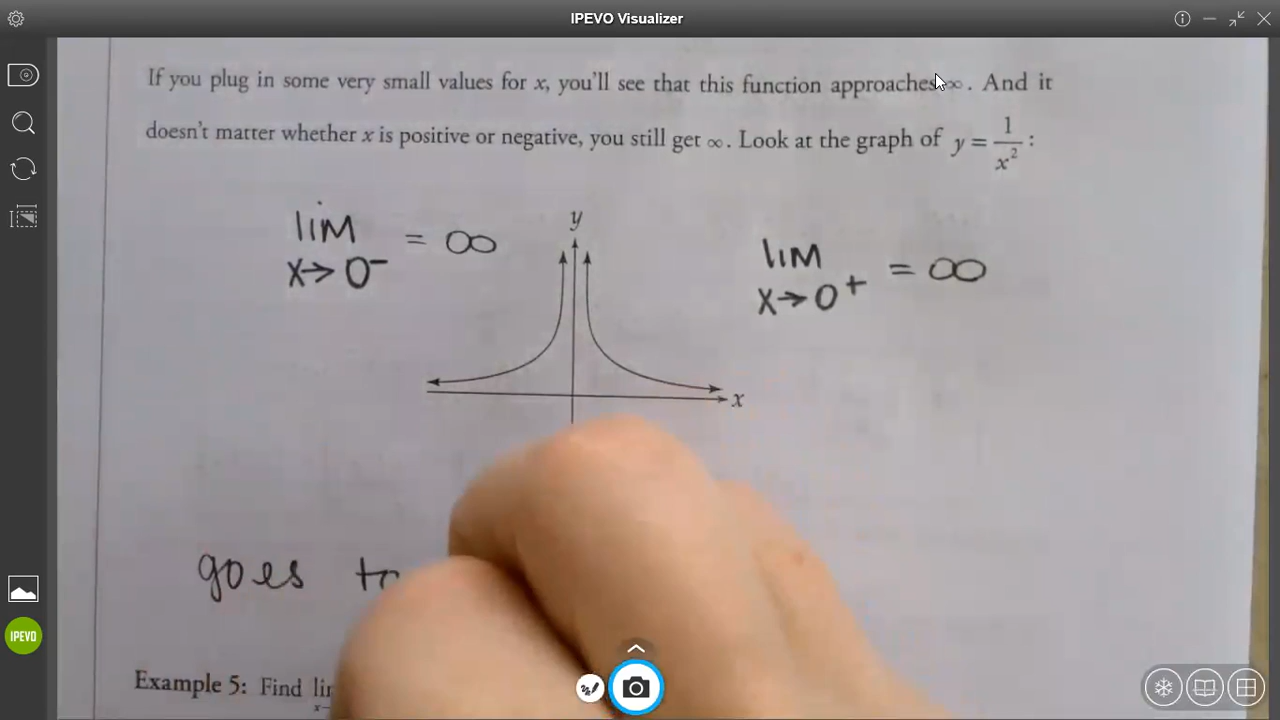 IPEVO Visualizer
If you plug in some very small values for x, you'll see that this function approaches ∞. And it
doesn't matter whether x is positive or negative, you still get ∞. Look at the graph of y = 1/x² :
lim x→0⁻ = ∞
y
lim x→0⁺ = ∞
x
goes to
Example 5: Find lim
IPEVO